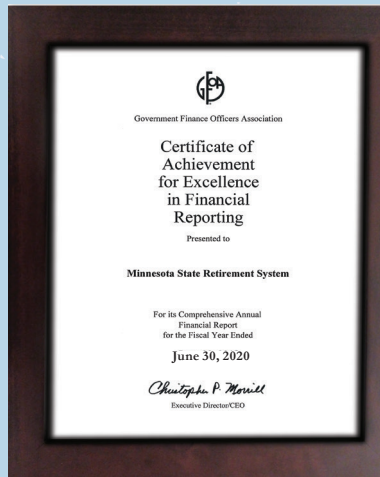 GFOA
Government Finance Officers Association
Certificate of
Achievement
for Excellence
in Financial
Reporting
Presented to
Minnesota State Retirement System
For its Comprehensive Annual
Financial Report
for the Fiscal Year Ended
June 30, 2020
Christopher P. Morrill
Executive Director/CEO